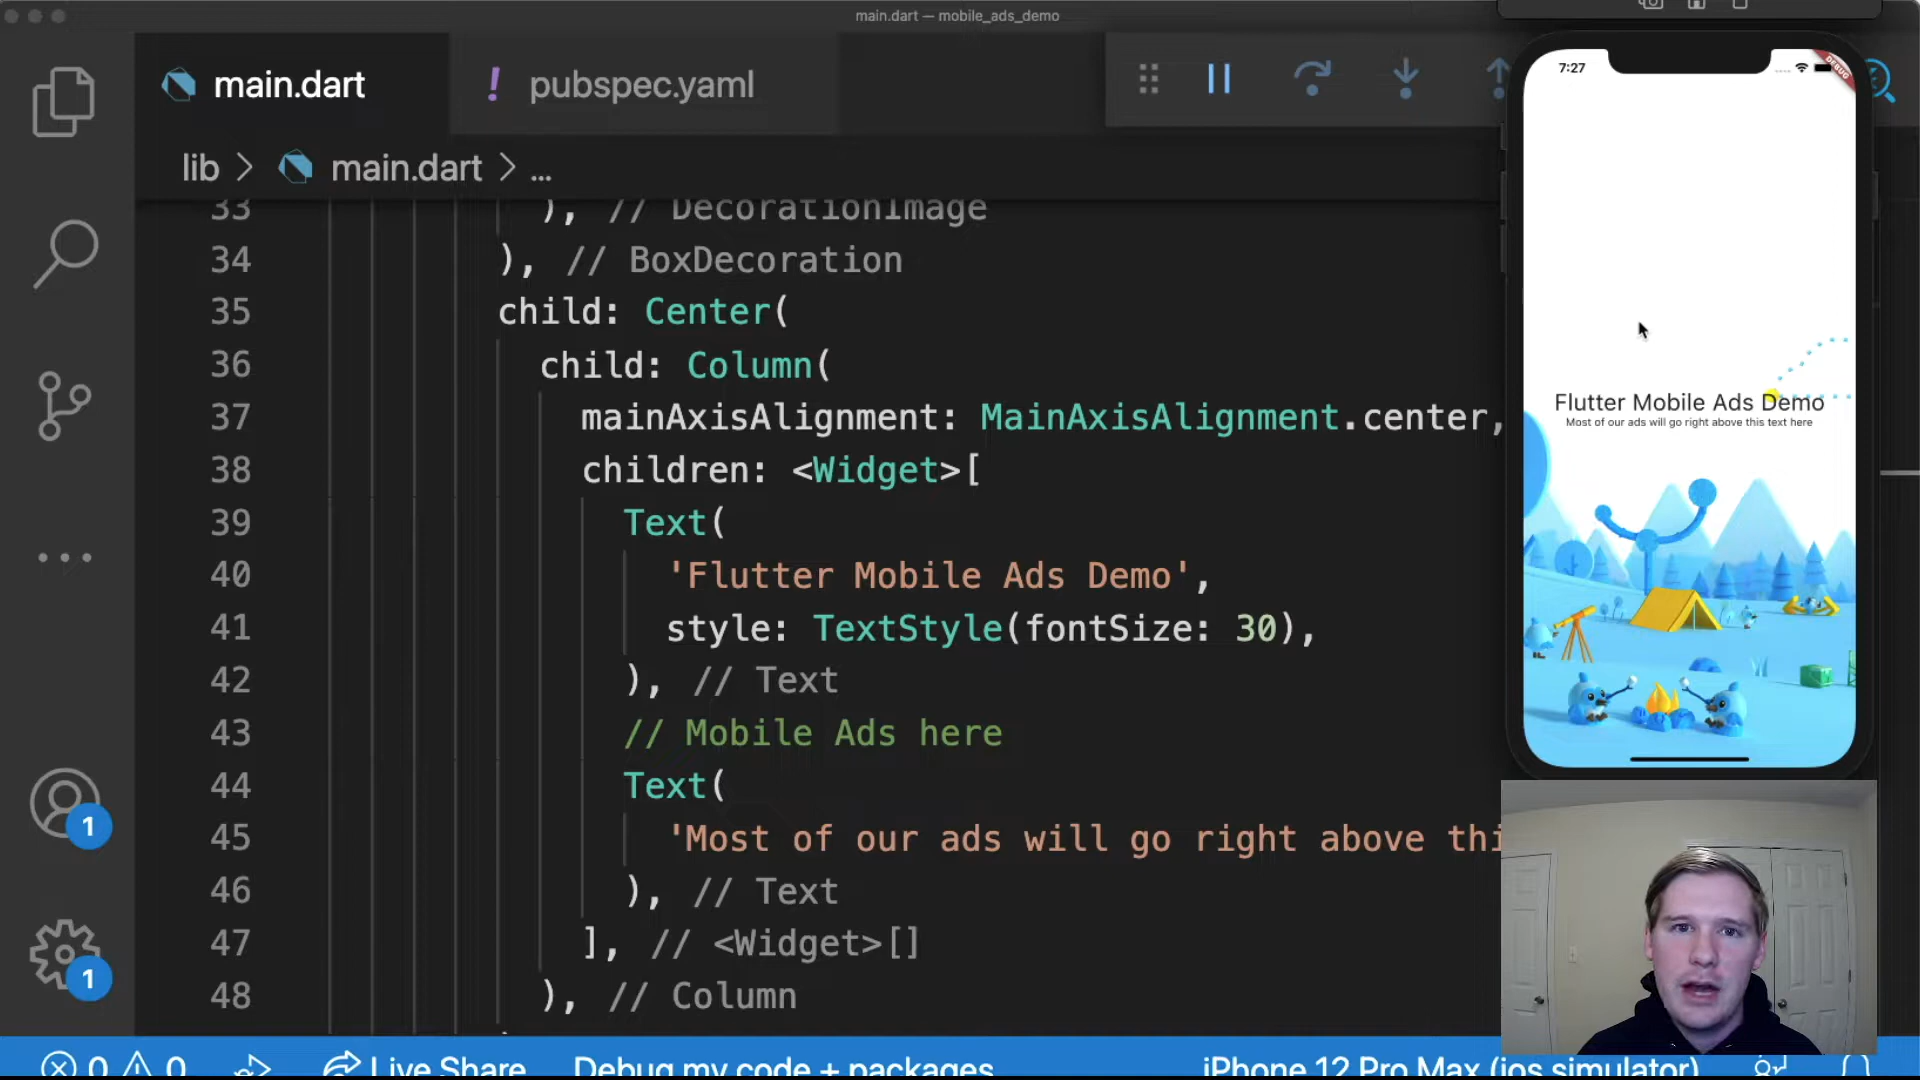 main.dart — mobile_ads_demo
main.dart
! pubspec.yaml
lib > main.dart > ...
33 ), // DecorationImage
34 ), // BoxDecoration
35 child: Center(
36 child: Column(
37 mainAxisAlignment: MainAxisAlignment.center,
38 children: <Widget>[
39 Text(
40 'Flutter Mobile Ads Demo',
41 style: TextStyle(fontSize: 30),
42 ), // Text
43 // Mobile Ads here
44 Text(
45 'Most of our ads will go right above thi
46 ), // Text
47 ], // <Widget>[]
48 ), // Column
1
1
0 0 Live Share Debug my code + packages iPhone 12 Pro Max (ios simulator)
7:27
DEBUG
Flutter Mobile Ads Demo
Most of our ads will go right above this text here